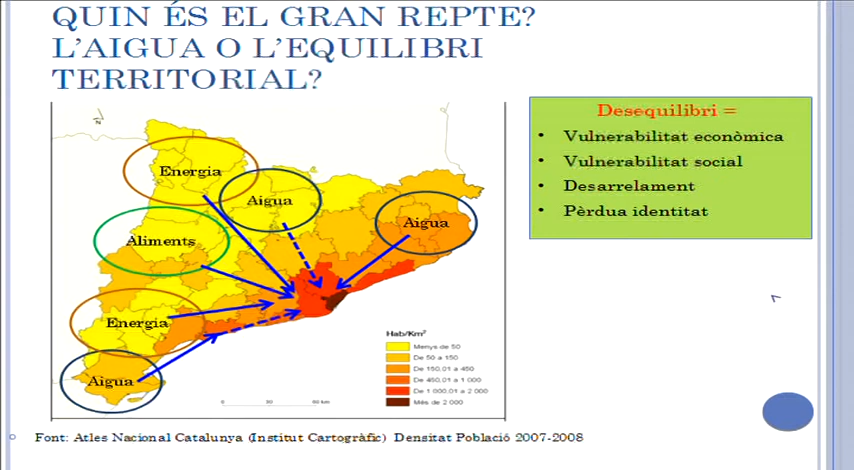 QUIN ÉS EL GRAN REPTE?
L'AIGUA O L'EQUILIBRI
TERRITORIAL?
Desequilibri =
• Vulnerabilitat econòmica
• Vulnerabilitat social
• Desarrelament
• Pèrdua identitat
N
Energia
Aigua
Aigua
Aliments
Energia
Aigua
Hab/Km²
Menys de 50
De 50 a 150
De 150,01 a 450
De 450,01 a 1 000
De 1 000,01 a 2 000
Més de 2 000
0 30 60 km
Font: Atles Nacional Catalunya (Institut Cartogràfic) Densitat Població 2007-2008